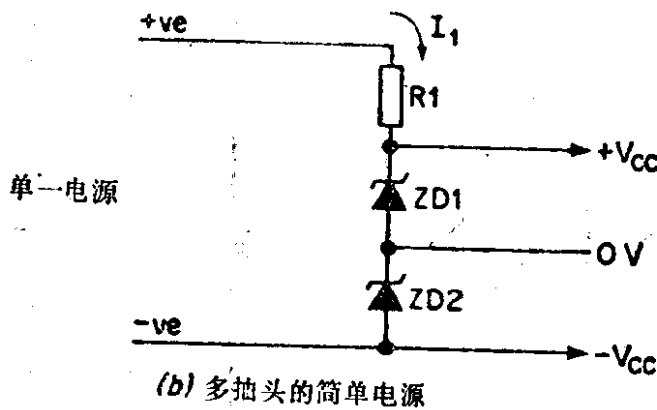 +ve
I1
R1
+Vcc
单一电源
ZD1
0V
ZD2
-ve
-Vcc
(b) 多抽头的简单电源